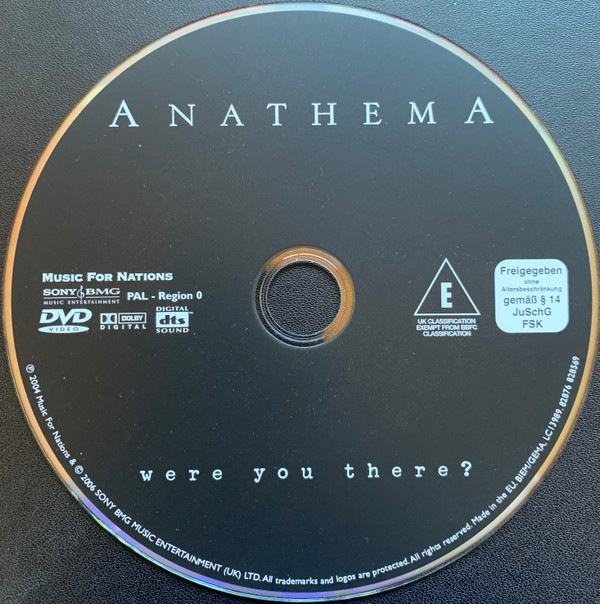 ANATHEMA
MUSIC FOR NATIONS
SONY BMG
MUSIC ENTERTAINMENT
PAL - Region 0
DVD
VIDEO
DOLBY
DIGITAL
DIGITAL
dts
SOUND
E
UK CLASSIFICATION
EXEMPT FROM BBFC
CLASSIFICATION
Freigegeben
ohne
Altersbeschränkung
gemäß § 14
JuSchG
FSK
were you there?
℗ 2004 Music For Nations & © 2006 SONY BMG MUSIC ENTERTAINMENT (UK) LTD. All trademarks and logos are protected. All rights reserved. Made in the EU. BIEM/GEMA. LC13989. 82876 828569